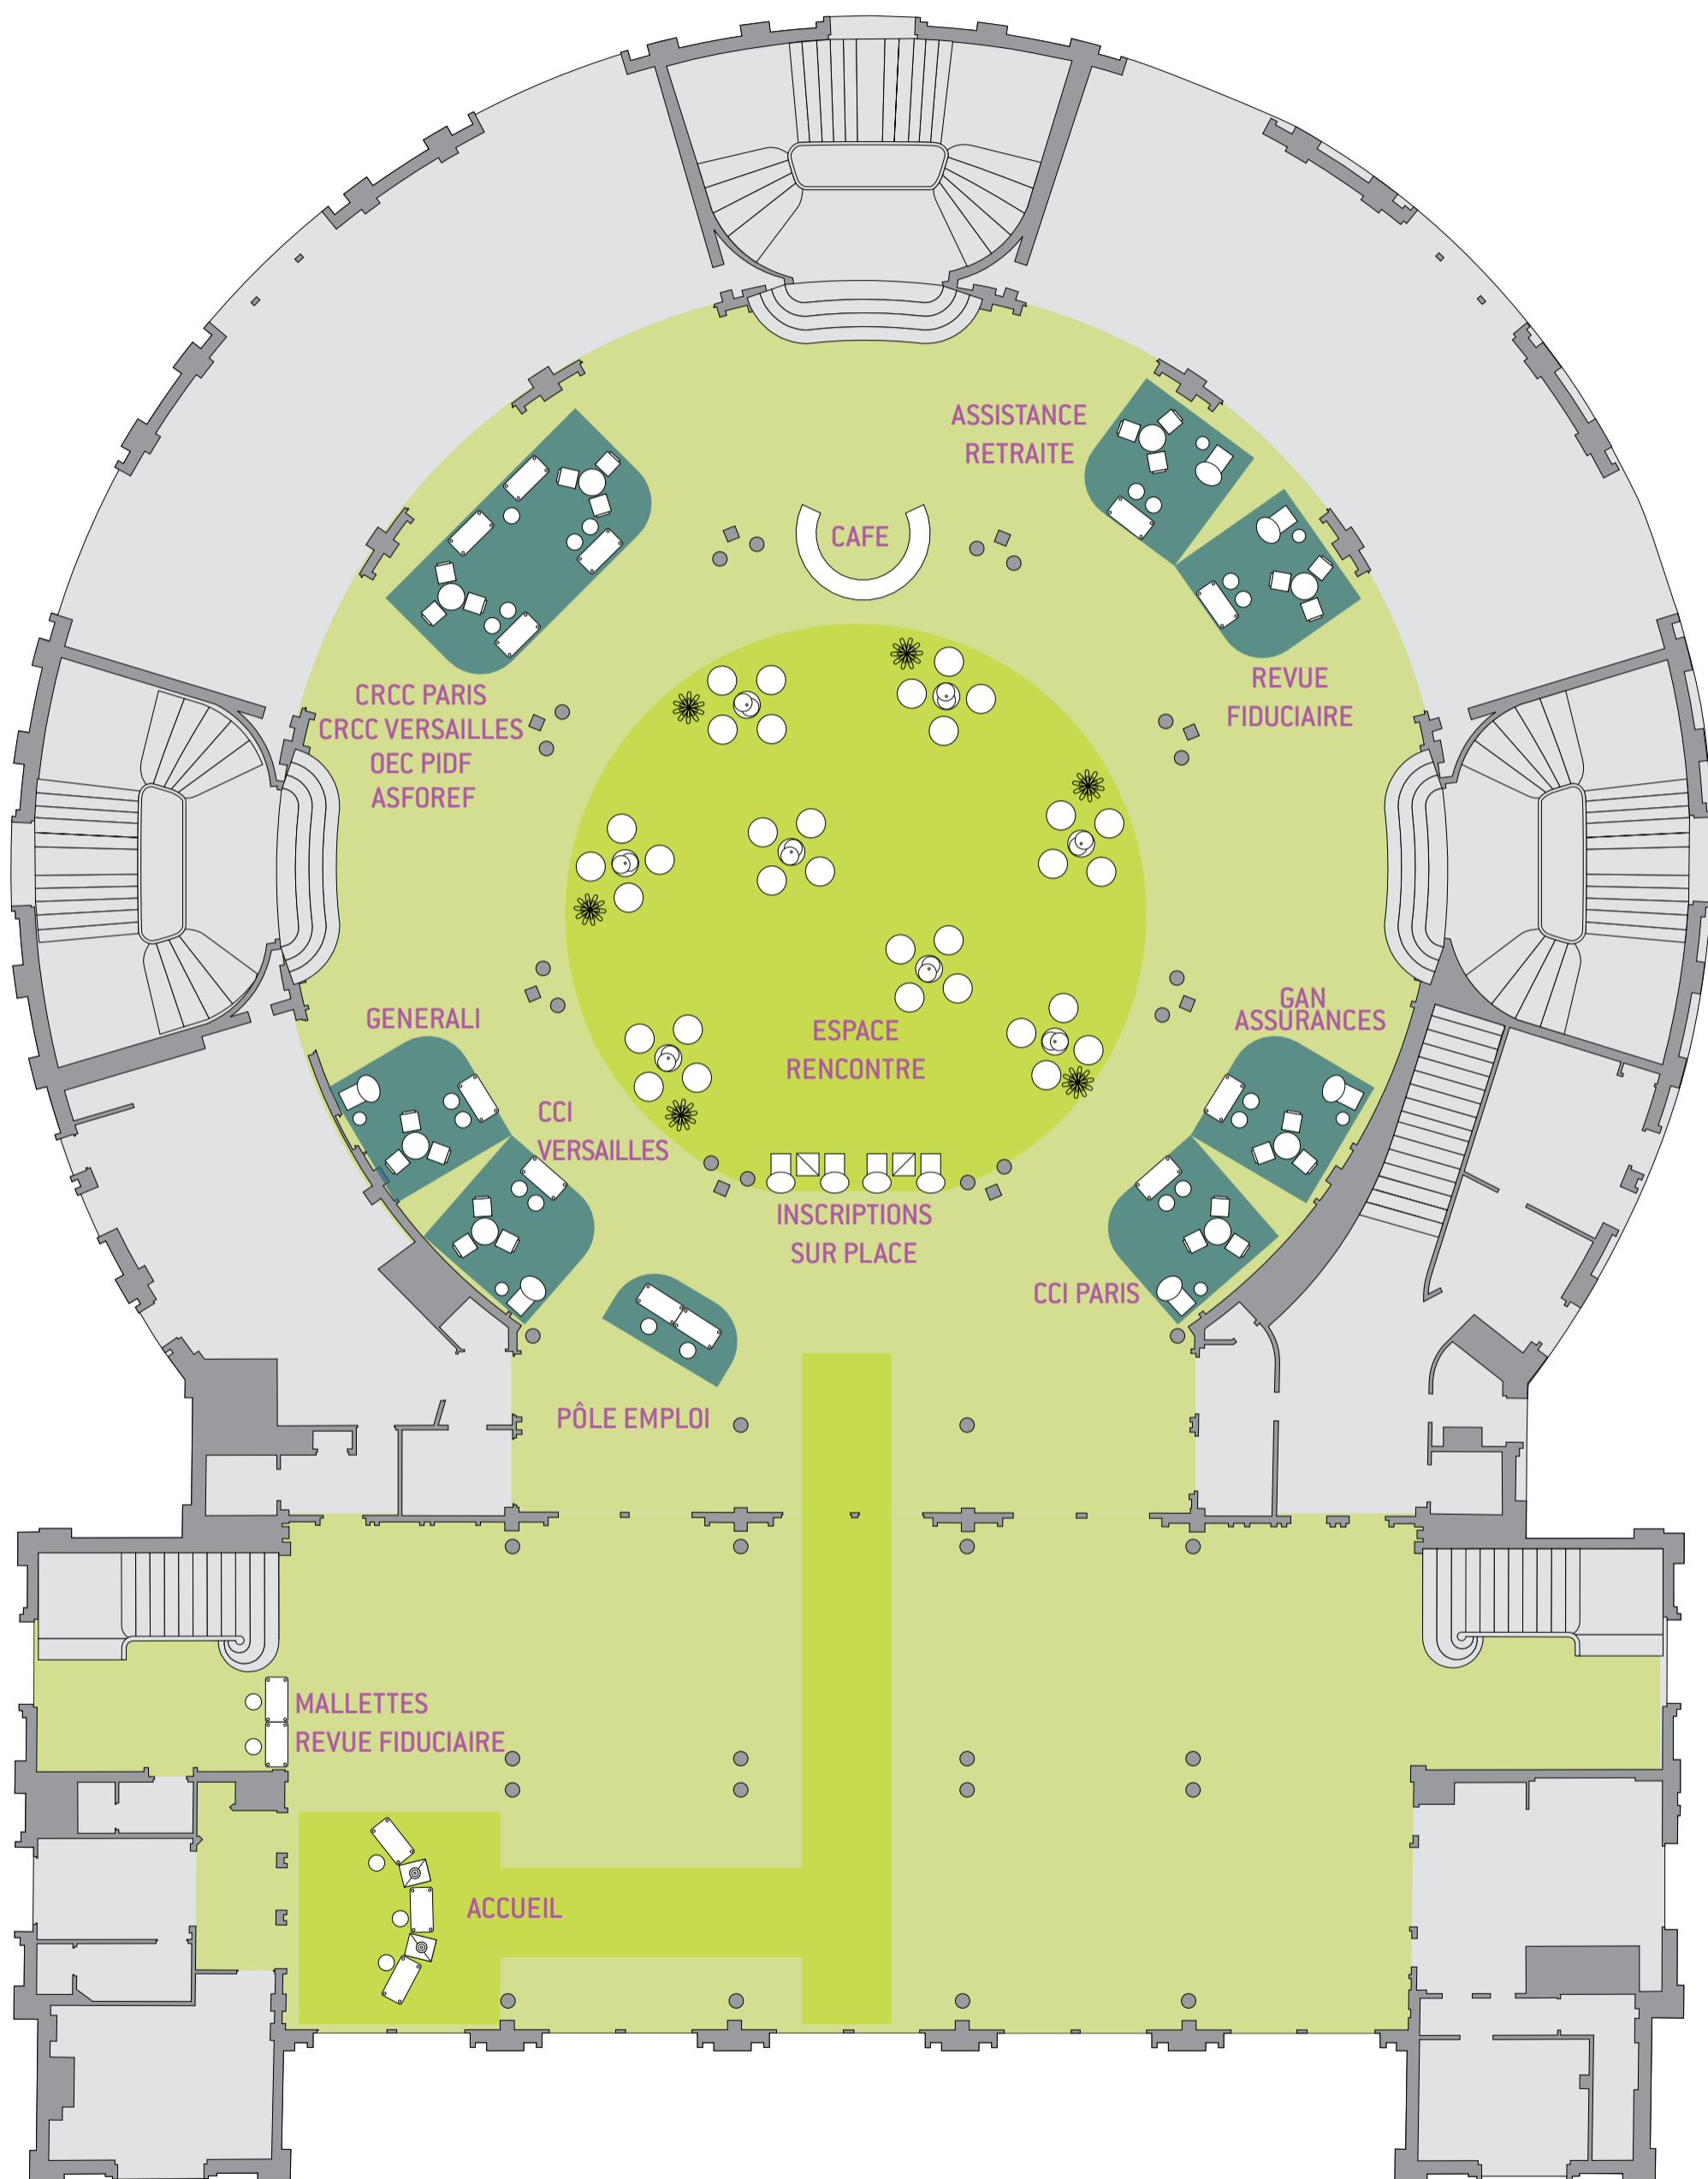 ASSISTANCE
RETRAITE
CAFE
REVUE
FIDUCIAIRE
CRCC PARIS
CRCC VERSAILLES
OEC PIDF
ASFOREF
GENERALI
GAN
ASSURANCES
ESPACE
RENCONTRE
CCI
VERSAILLES
INSCRIPTIONS
SUR PLACE
CCI PARIS
PÔLE EMPLOI
MALLETTES
REVUE FIDUCIAIRE
ACCUEIL